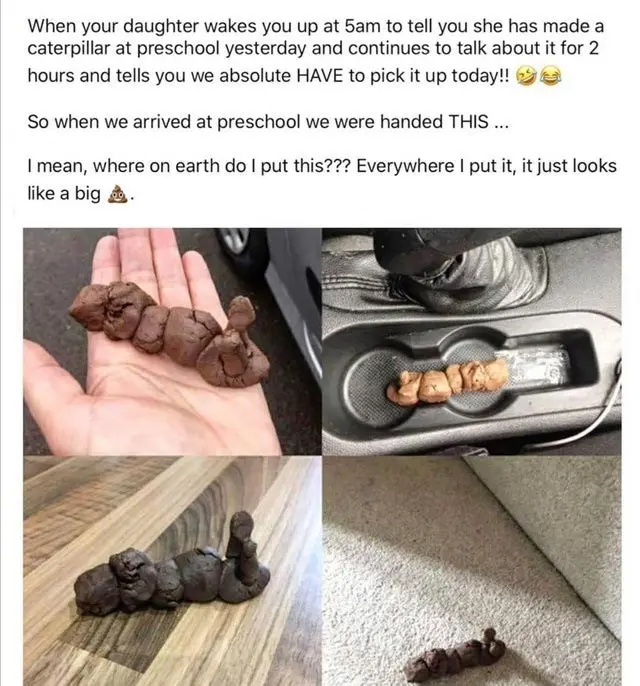 When your daughter wakes you up at 5am to tell you she has made a
caterpillar at preschool yesterday and continues to talk about it for 2
hours and tells you we absolute HAVE to pick it up today!! 🤣😂
So when we arrived at preschool we were handed THIS ...
I mean, where on earth do I put this??? Everywhere I put it, it just looks
like a big 💩.